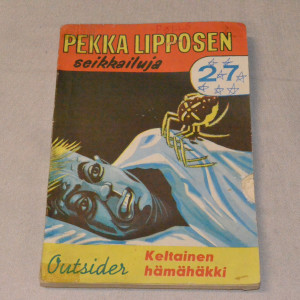 PEKKA LIPPOSEN
seikkailuja
27
Outsider
Keltainen
hämähäkki